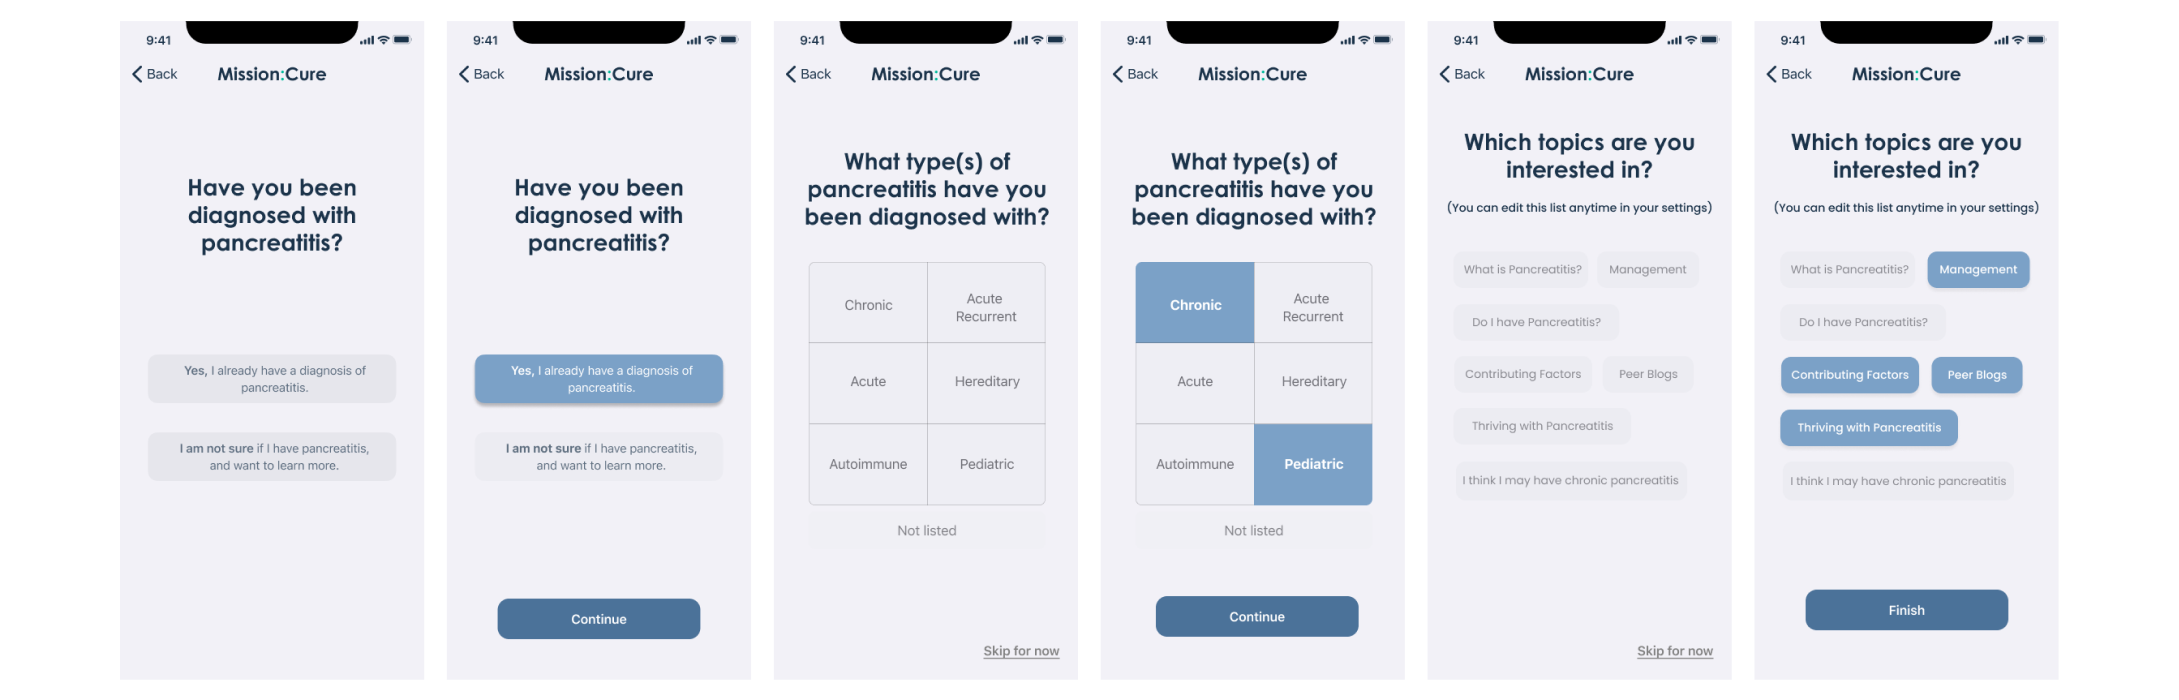 9:41
Back
Mission:Cure
Have you been
diagnosed with
pancreatitis?
Yes, I already have a diagnosis of
pancreatitis.
I am not sure if I have pancreatitis,
and want to learn more.
9:41
Back
Mission:Cure
Have you been
diagnosed with
pancreatitis?
Yes, I already have a diagnosis of
pancreatitis.
I am not sure if I have pancreatitis,
and want to learn more.
Continue
9:41
Back
Mission:Cure
What type(s) of
pancreatitis have you
been diagnosed with?
Chronic
Acute
Recurrent
Acute
Hereditary
Autoimmune
Pediatric
Not listed
Skip for now
9:41
Back
Mission:Cure
What type(s) of
pancreatitis have you
been diagnosed with?
Chronic
Acute
Recurrent
Acute
Hereditary
Autoimmune
Pediatric
Not listed
Continue
9:41
Back
Mission:Cure
Which topics are you
interested in?
(You can edit this list anytime in your settings)
What is Pancreatitis?
Management
Do I have Pancreatitis?
Contributing Factors
Peer Blogs
Thriving with Pancreatitis
I think I may have chronic pancreatitis
Skip for now
9:41
Back
Mission:Cure
Which topics are you
interested in?
(You can edit this list anytime in your settings)
What is Pancreatitis?
Management
Do I have Pancreatitis?
Contributing Factors
Peer Blogs
Thriving with Pancreatitis
I think I may have chronic pancreatitis
Finish